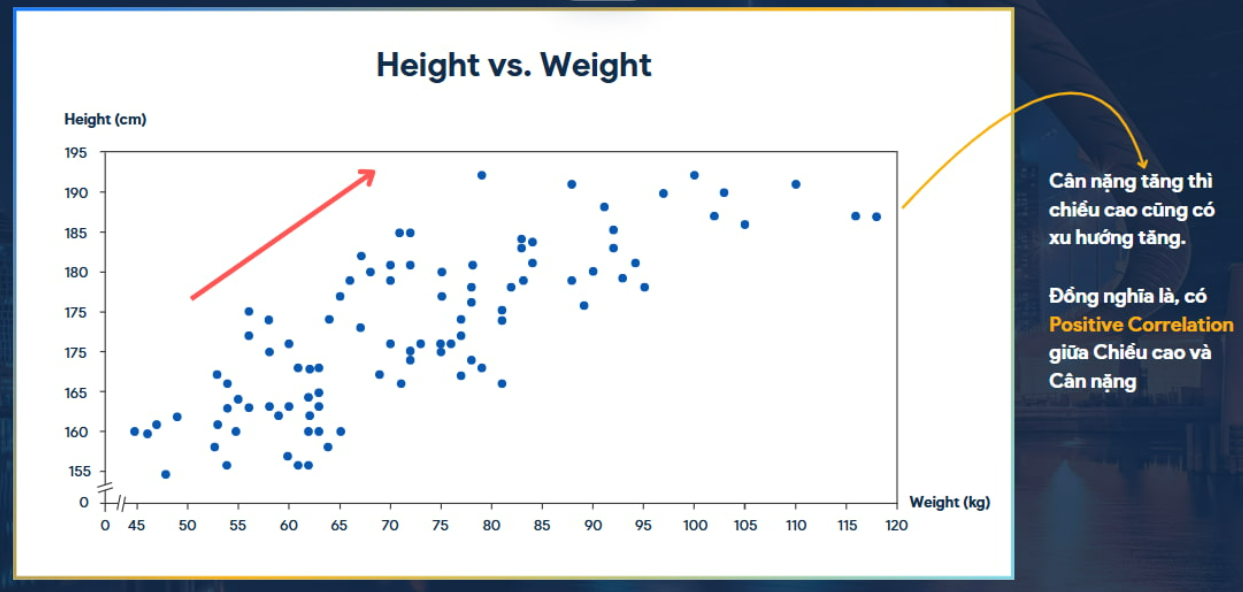 Height vs. Weight
Height (cm)
195
190
185
180
175
175
165
160
155
0
0 45 50 55 60 65 70 75 80 85 90 95 100 105 110 115 120
Weight (kg)
Cân nặng tăng thì
chiều cao cũng có
xu hướng tăng.
Đồng nghĩa là, có
Positive Correlation
giữa Chiều cao và
Cân nặng